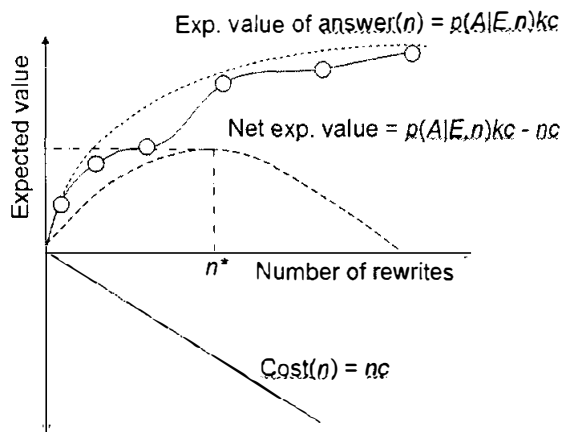 Exp. value of answer(n) = p(A|E,n)kc
Expected value
Net exp. value = p(A|E,n)kc - nc
n* Number of rewrites
Cost(n) = nc